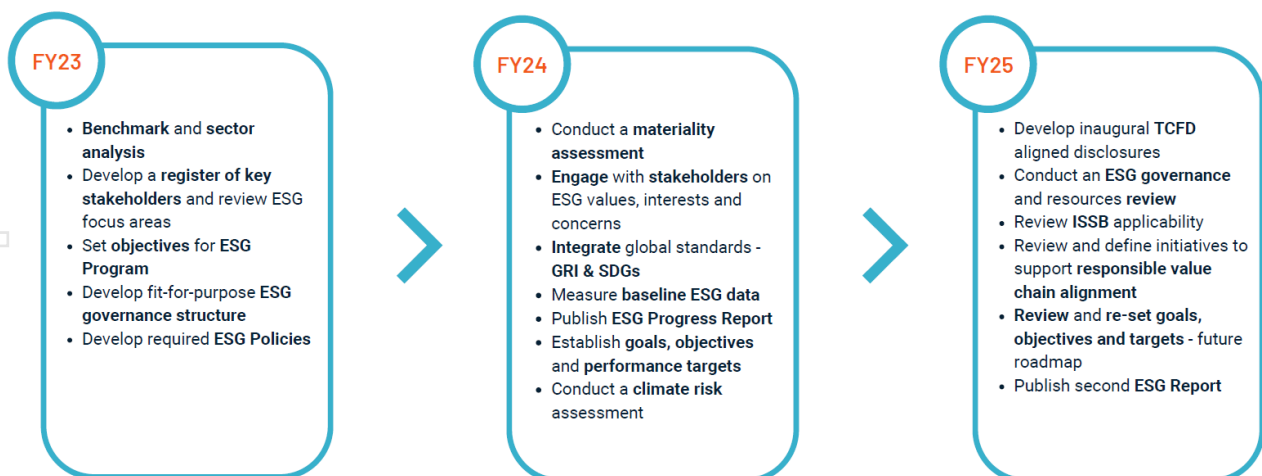 FY23
• Benchmark and sector
analysis
• Develop a register of key
stakeholders and review ESG
focus areas
• Set objectives for ESG
Program
• Develop fit-for-purpose ESG
governance structure
• Develop required ESG Policies
FY24
• Conduct a materiality
assessment
• Engage with stakeholders on
ESG values, interests and
concerns
• Integrate global standards -
GRI & SDGs
• Measure baseline ESG data
• Publish ESG Progress Report
• Establish goals, objectives
and performance targets
• Conduct a climate risk
assessment
FY25
• Develop inaugural TCFD
aligned disclosures
• Conduct an ESG governance
and resources review
• Review ISSB applicability
• Review and define initiatives to
support responsible value
chain alignment
• Review and re-set goals,
objectives and targets - future
roadmap
• Publish second ESG Report